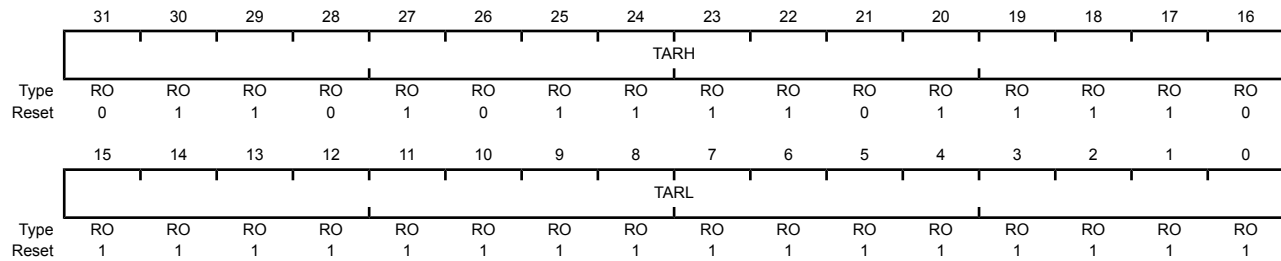 31 30 29 28 27 26 25 24 23 22 21 20 19 18 17 16
TARH
Type RO RO RO RO RO RO RO RO RO RO RO RO RO RO RO RO
Reset 0 1 1 0 1 0 1 1 1 1 0 1 1 1 1 0
15 14 13 12 11 10 9 8 7 6 5 4 3 2 1 0
TARL
Type RO RO RO RO RO RO RO RO RO RO RO RO RO RO RO RO
Reset 1 1 1 1 1 1 1 1 1 1 1 1 1 1 1 1